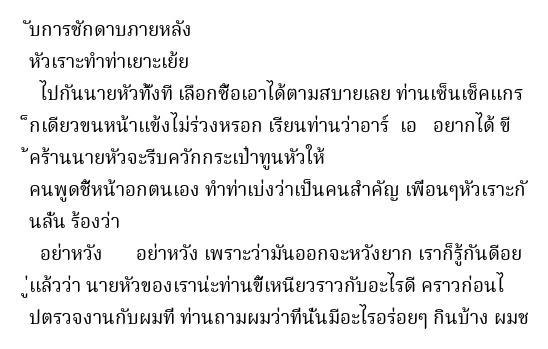 ับการชักดาบภายหลัง
หัวเราะทำท่าเยาะเย้ย
ไปกันนายหัวทั้งที เลือกซื้อเอาได้ตามสบายเลย ท่านเซ็นเช็คแกร
็กเดียวขนหน้าแข้งไม่ร่วงหรอก เรียนท่านว่าอาร์ เอ อยากได้ ขี
้คร้านนายหัวจะรีบควักกระเป๋าทูนหัวให้
คนพูดชี้หน้าอกตนเอง ทำท่าเบ่งว่าเป็นคนสำคัญ เพื่อนๆหัวเราะกั
นลั่น ร้องว่า
อย่าหวัง อย่าหวัง เพราะว่ามันออกจะหวังยาก เราก็รู้กันดีอย
ู่แล้วว่า นายหัวของเราน่ะท่านขี้เหนียวราวกับอะไรดี คราวก่อนไ
ปตรวจงานกับผมที่ ท่านถามผมว่าที่นั่นมีอะไรอร่อยๆ กินบ้าง ผมช